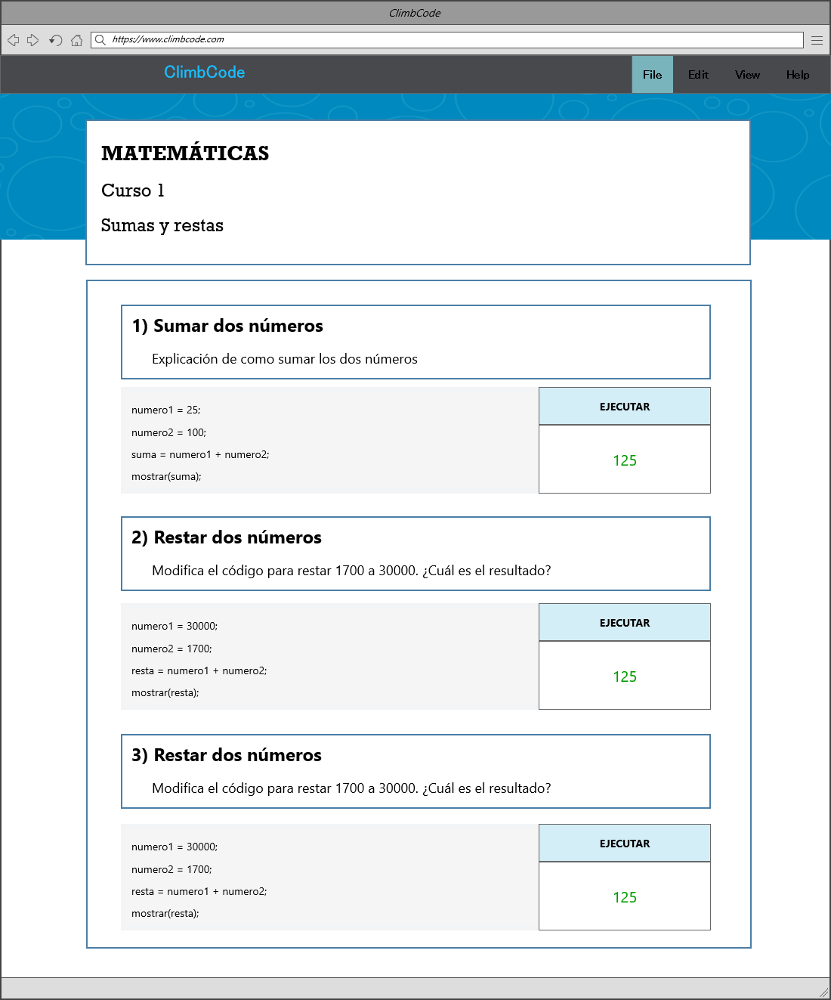 ClimbCode
https://www.climbcode.com
ClimbCode
File Edit View Help
MATEMÁTICAS
Curso 1
Sumas y restas
1) Sumar dos números
Explicación de como sumar los dos números
numero1 = 25;
numero2 = 100;
suma = numero1 + numero2;
mostrar(suma);
EJECUTAR
125
2) Restar dos números
Modifica el código para restar 1700 a 30000. ¿Cuál es el resultado?
numero1 = 30000;
numero2 = 1700;
resta = numero1 + numero2;
mostrar(resta);
EJECUTAR
125
3) Restar dos números
Modifica el código para restar 1700 a 30000. ¿Cuál es el resultado?
numero1 = 30000;
numero2 = 1700;
resta = numero1 + numero2;
mostrar(resta);
EJECUTAR
125